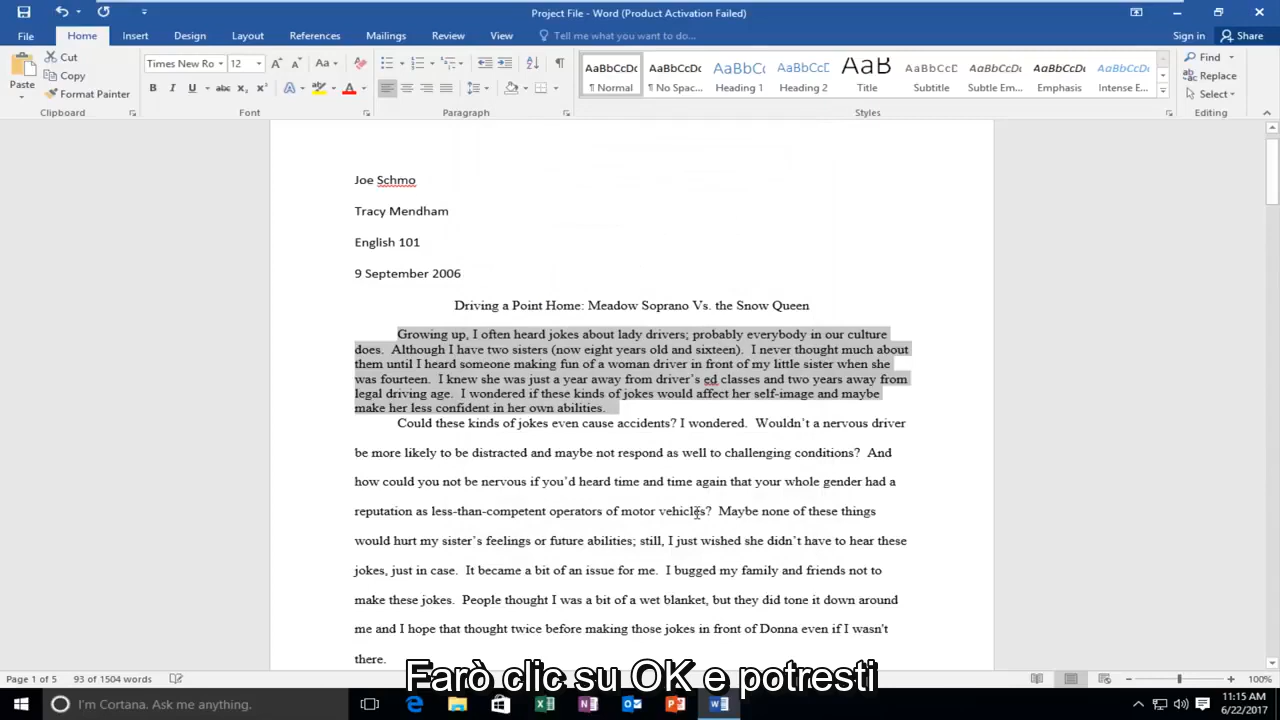 Project File - Word (Product Activation Failed)
File Home Insert Design Layout References Mailings Review View Tell me what you want to do... Sign in Share
Cut
Copy
Paste
Format Painter
Times New Ro 12 Aa
B I U abc X₂ X² A ab A
AaBbCcDc AaBbCcDc AaBbCc AaBbCcD AaB AaBbCcD AaBbCcDc AaBbCcDc AaBbCcDc
¶ Normal ¶ No Spac... Heading 1 Heading 2 Title Subtitle Subtle Em... Emphasis Intense E...
Find
Replace
Select
Clipboard Font Paragraph Styles Editing
Joe Schmo
Tracy Mendham
English 101
9 September 2006
Driving a Point Home: Meadow Soprano Vs. the Snow Queen
Growing up, I often heard jokes about lady drivers; probably everybody in our culture
does. Although I have two sisters (now eight years old and sixteen). I never thought much about
them until I heard someone making fun of a woman driver in front of my little sister when she
was fourteen. I knew she was just a year away from driver’s ed classes and two years away from
legal driving age. I wondered if these kinds of jokes would affect her self-image and maybe
make her less confident in her own abilities.
Could these kinds of jokes even cause accidents? I wondered. Wouldn’t a nervous driver
be more likely to be distracted and maybe not respond as well to challenging conditions? And
how could you not be nervous if you’d heard time and time again that your whole gender had a
reputation as less-than-competent operators of motor vehicles? Maybe none of these things
would hurt my sister’s feelings or future abilities; still, I just wished she didn’t have to hear these
jokes, just in case. It became a bit of an issue for me. I bugged my family and friends not to
make these jokes. People thought I was a bit of a wet blanket, but they did tone it down around
me and I hope that thought twice before making those jokes in front of Donna even if I wasn't
there.
Farò clic su OK e potresti
Page 1 of 5 93 of 1504 words 100%
I'm Cortana. Ask me anything.
11:15 AM
6/22/2017